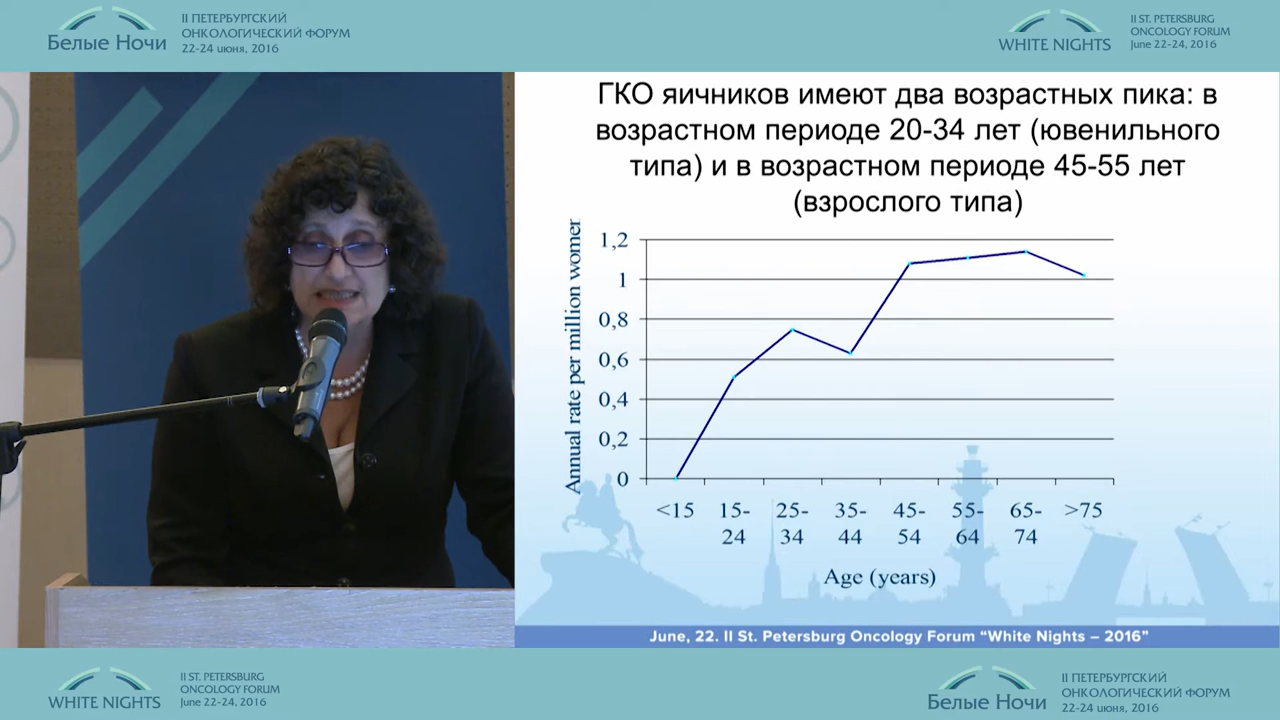 Белые Ночи
II ПЕТЕРБУРГСКИЙ
ОНКОЛОГИЧЕСКИЙ ФОРУМ
22-24 июня, 2016
WHITE NIGHTS
II ST. PETERSBURG
ONCOLOGY FORUM
June 22-24, 2016
ГКО яичников имеют два возрастных пика: в
возрастном периоде 20-34 лет (ювенильного
типа) и в возрастном периоде 45-55 лет
(взрослого типа)
Annual rate per million women
1,2
1
0,8
0,6
0,4
0,2
0
<15 15-24 25-34 35-44 45-54 55-64 65-74 >75
Age (years)
June, 22. II St. Petersburg Oncology Forum “White Nights – 2016”
WHITE NIGHTS
II ST. PETERSBURG
ONCOLOGY FORUM
June 22-24, 2016
Белые Ночи
II ПЕТЕРБУРГСКИЙ
ОНКОЛОГИЧЕСКИЙ ФОРУМ
22-24 июня, 2016